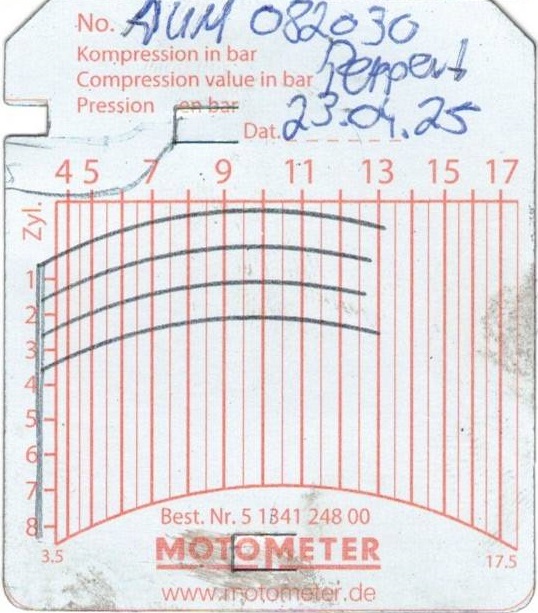 No. AUM 082030
Kompression in bar
Compression value in bar
Pression en bar
Dat. 23.04.25
4 5 7 9 11 13 15 17
Zyl.
1
2
3
4
5
6
7
8
3.5
17.5
Best. Nr. 5 1341 248 00
MOTOMETER
www.motometer.de